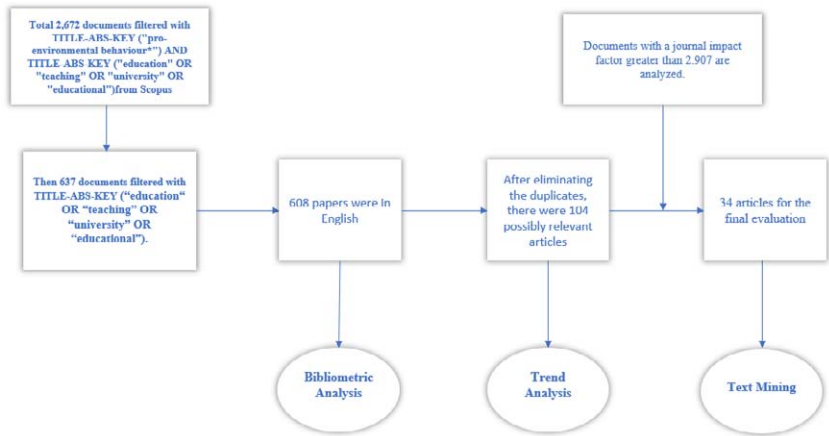 Total 2,672 documents filtered with
TITLE-ABS-KEY ("pro-
environmental behaviour*") AND
TITLE-ABS-KEY ("education" OR
"teaching" OR "university" OR
"educational")from Scopus
Documents with a journal impact
factor greater than 2.907 are
analyzed.
Then 637 documents filtered with
TITLE-ABS-KEY (“education“
OR “teaching” OR
“university” OR
“educational”).
608 papers were in
English
After eliminating
the duplicates,
there were 104
possibly relevant
articles
34 articles for the
final evaluation
Bibliometric
Analysis
Trend
Analysis
Text Mining